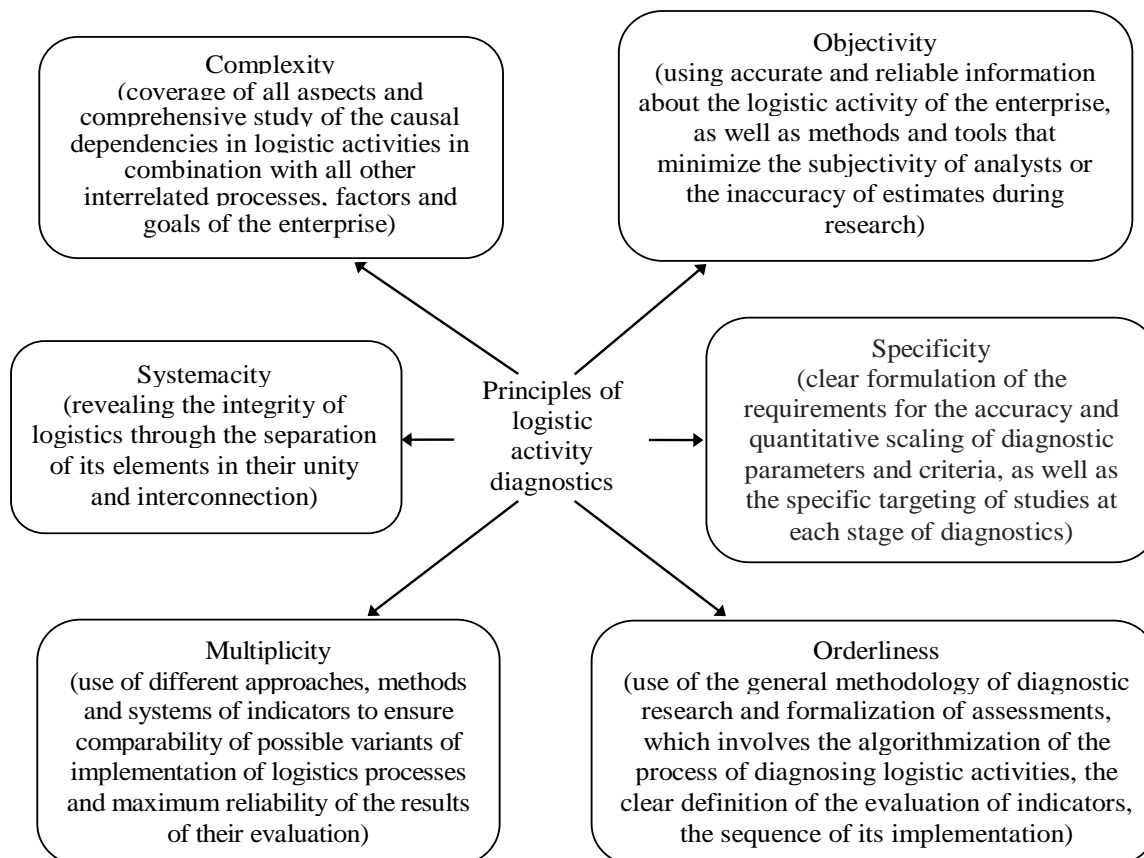 Complexity
(coverage of all aspects and
comprehensive study of the causal
dependencies in logistic activities in
combination with all other
interrelated processes, factors and
goals of the enterprise)
Objectivity
(using accurate and reliable information
about the logistic activity of the enterprise,
as well as methods and tools that
minimize the subjectivity of analysts or
the inaccuracy of estimates during
research)
Systemacity
(revealing the integrity of
logistics through the separation
of its elements in their unity
and interconnection)
Principles of
logistic
activity
diagnostics
Specificity
(clear formulation of the
requirements for the accuracy and
quantitative scaling of diagnostic
parameters and criteria, as well as
the specific targeting of studies at
each stage of diagnostics)
Multiplicity
(use of different approaches, methods
and systems of indicators to ensure
comparability of possible variants of
implementation of logistics processes
and maximum reliability of the results
of their evaluation)
Orderliness
(use of the general methodology of diagnostic
research and formalization of assessments,
which involves the algorithmization of the
process of diagnosing logistic activities, the
clear definition of the evaluation of indicators,
the sequence of its implementation)